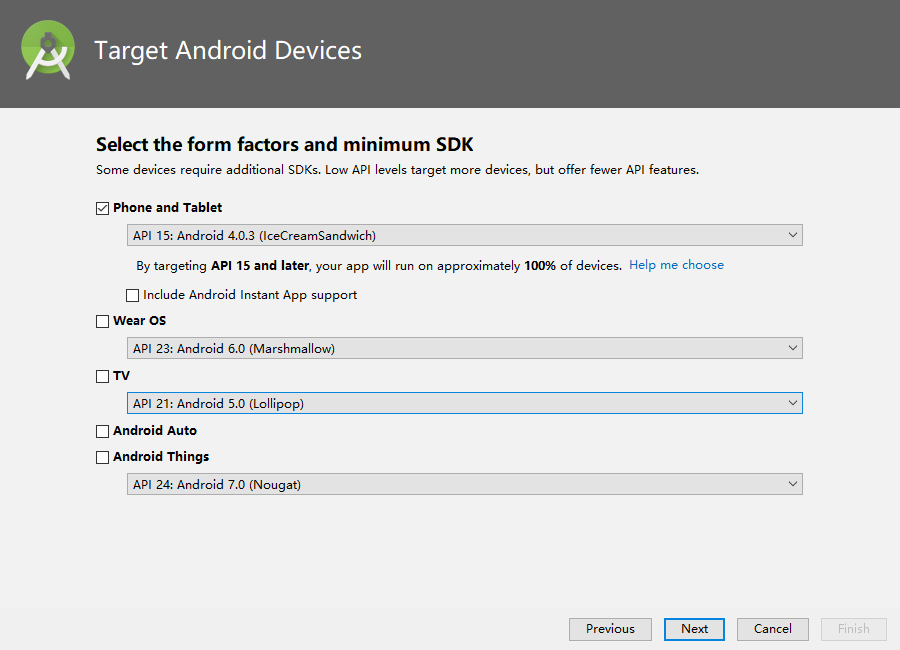 Target Android Devices
Select the form factors and minimum SDK
Some devices require additional SDKs. Low API levels target more devices, but offer fewer API features.
Phone and Tablet
API 15: Android 4.0.3 (IceCreamSandwich)
By targeting API 15 and later, your app will run on approximately 100% of devices. Help me choose
Include Android Instant App support
Wear OS
API 23: Android 6.0 (Marshmallow)
TV
API 21: Android 5.0 (Lollipop)
Android Auto
Android Things
API 24: Android 7.0 (Nougat)
Previous Next Cancel Finish